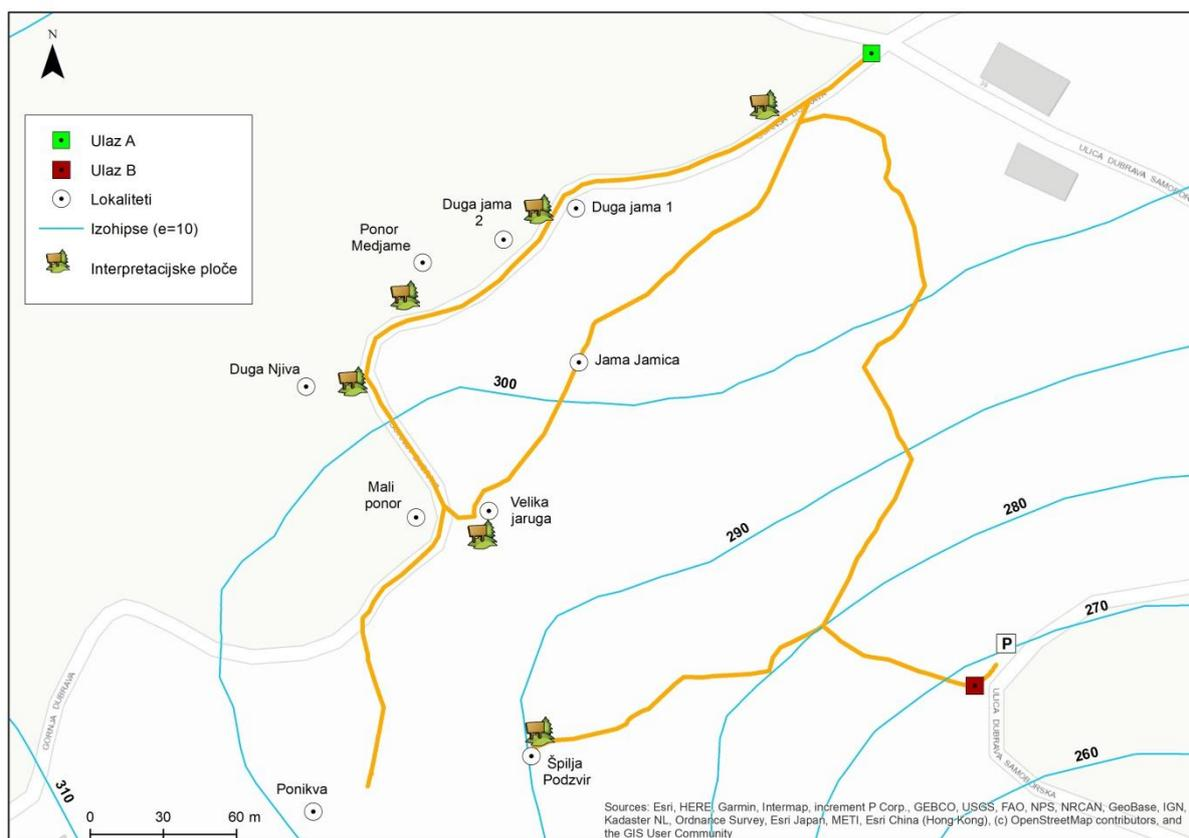 N
Ulaz A
Ulaz B
Lokaliteti
Izohipse (e=10)
Interpretacijske ploče
ULICA DUBRAVA SAMOBORS
Duga jama
2
Duga jama 1
Ponor
Medjame
Duga Njiva
300
Jama Jamica
Mali
ponor
Velika
jaruga
290
280
270
P
GORNJA DUBRAVA
ULICA DUBRAVA
SAMOBORSKA
260
310
Ponikva
Špilja
Podzvir
0 30 60 m
Sources: Esri, HERE, Garmin, Intermap, increment P Corp., GEBCO, USGS, FAO, NPS, NRCAN, GeoBase, IGN,
Kadaster NL, Ordnance Survey, Esri Japan, METI, Esri China (Hong Kong), (c) OpenStreetMap contributors, and
the GIS User Community